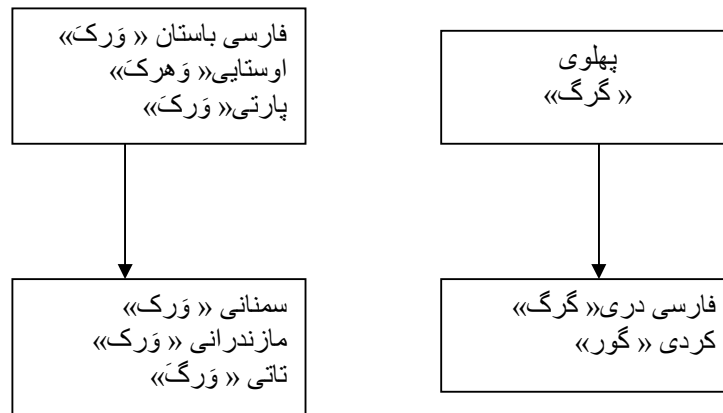 پهلوی
« گرگ»
فارسی دری« گرگ»
کردی « گور»
فارسی باستان « وَرکَ»
اوستایی« وَهرکَ»
پارتی« وَرکَ»
سمنانی « وَرک»
مازندرانی « وَرک»
تاتی « وَرگَ»